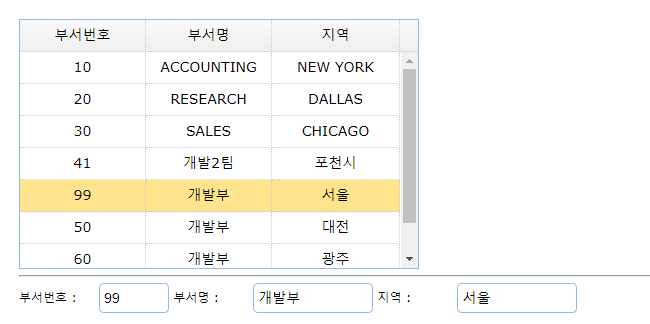 부서번호 부서명 지역
10 ACCOUNTING NEW YORK
20 RESEARCH DALLAS
30 SALES CHICAGO
41 개발2팀 포천시
99 개발부 서울
50 개발부 대전
60 개발부 광주
부서번호 : 99 부서명 : 개발부 지역 : 서울